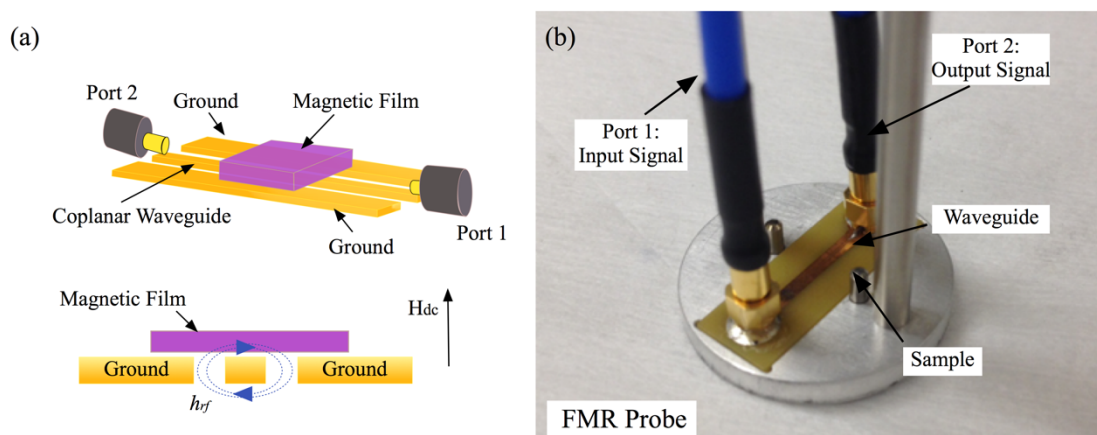 (a)
Port 2
Ground
Magnetic Film
Coplanar Waveguide
Ground
Port 1
Magnetic Film
Hdc
Ground
Ground
hrf
(b)
Port 1:
Input Signal
Port 2:
Output Signal
Waveguide
Sample
FMR Probe